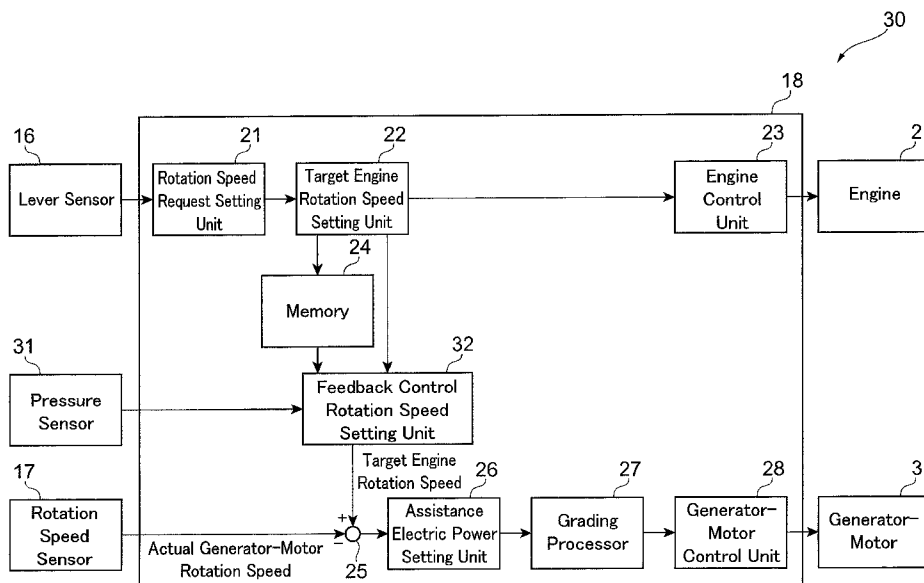 30
18
16
21
22
23
2
Lever Sensor
Rotation Speed
Request Setting
Unit
Target Engine
Rotation Speed
Setting Unit
Engine
Control
Unit
Engine
24
Memory
31
32
Pressure
Sensor
Feedback Control
Rotation Speed
Setting Unit
Target Engine
Rotation Speed
17
26
27
28
3
Rotation
Speed
Sensor
+
−
25
Actual Generator-Motor
Rotation Speed
Assistance
Electric Power
Setting Unit
Grading
Processor
Generator-
Motor
Control Unit
Generator-
Motor